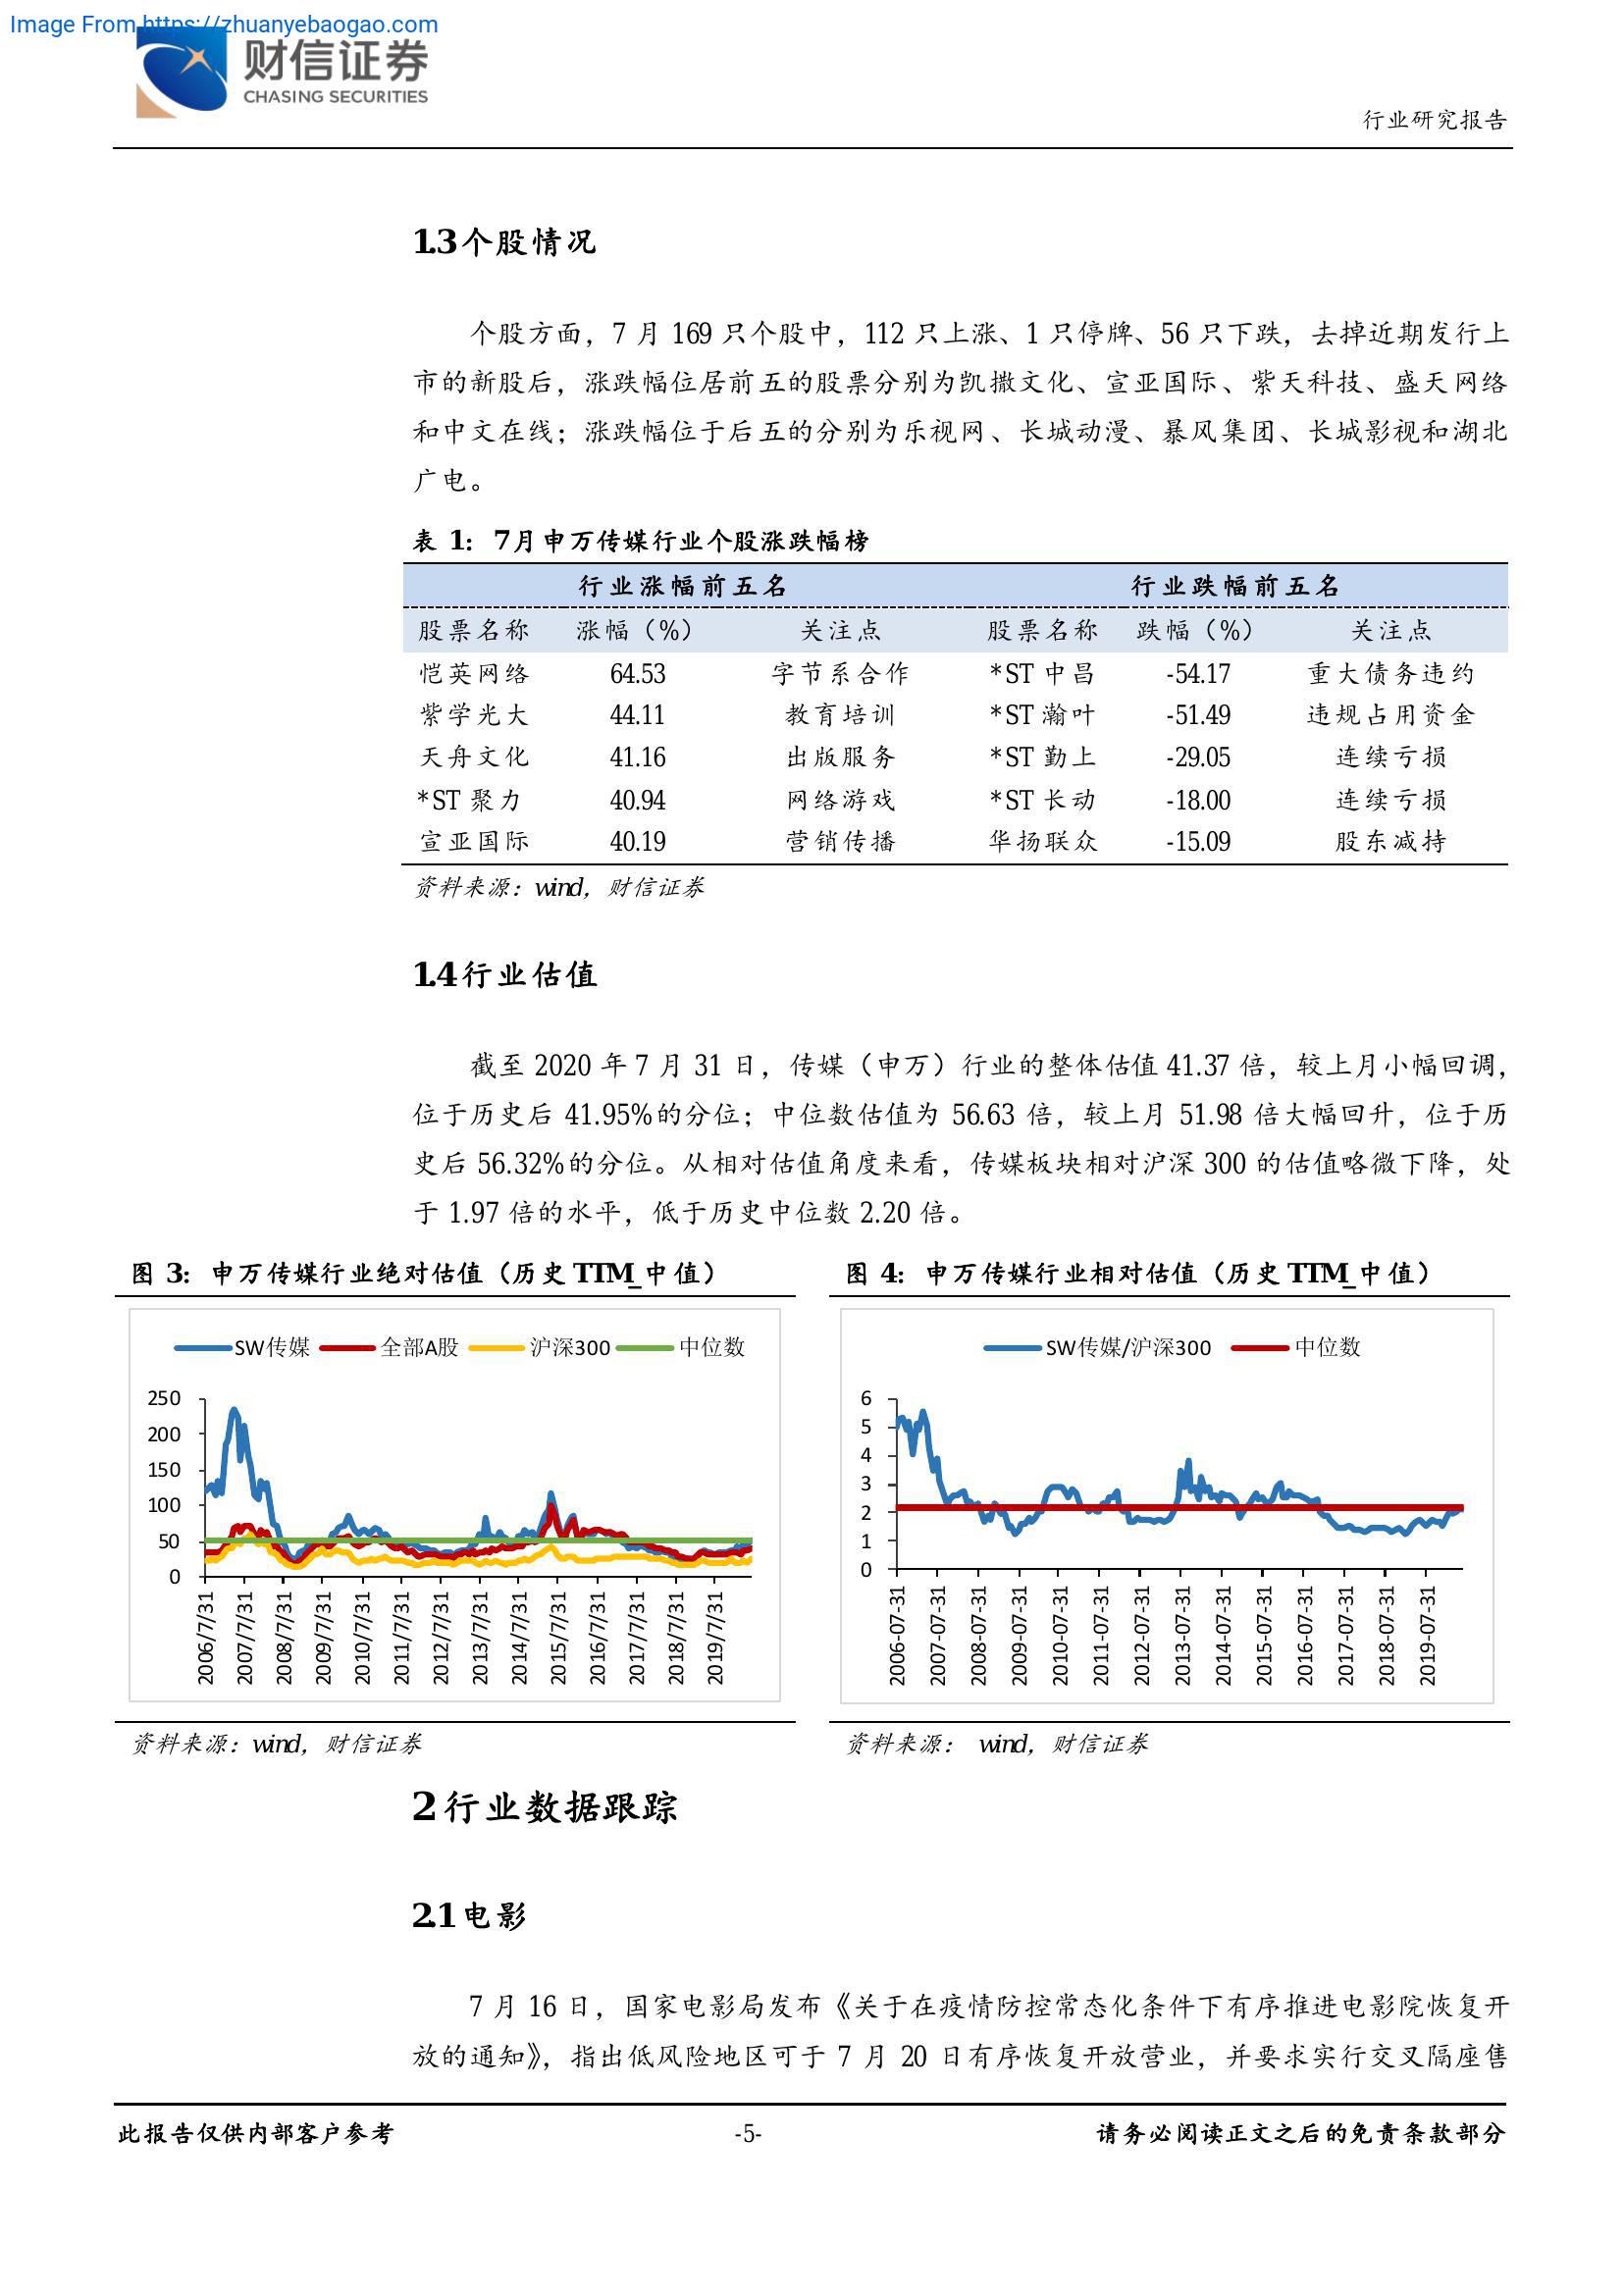 Image From https://zhuanyebaogao.com
财信证券
CHASING SECURITIES
行业研究报告
1.3个股情况
个股方面，7 月 169 只个股中，112 只上涨、1 只停牌、56 只下跌，去掉近期发行上
市的新股后，涨跌幅位居前五的股票分别为凯撒文化、宣亚国际、紫天科技、盛天网络
和中文在线；涨跌幅位于后五的分别为乐视网、长城动漫、暴风集团、长城影视和湖北
广电。
表 1：7月申万传媒行业个股涨跌幅榜
行业涨幅前五名 行业跌幅前五名
股票名称 涨幅（%） 关注点 股票名称 跌幅（%） 关注点
恺英网络 64.53 字节系合作 *ST 中昌 -54.17 重大债务违约
紫学光大 44.11 教育培训 *ST 瀚叶 -51.49 违规占用资金
天舟文化 41.16 出版服务 *ST 勤上 -29.05 连续亏损
*ST 聚力 40.94 网络游戏 *ST 长动 -18.00 连续亏损
宣亚国际 40.19 营销传播 华扬联众 -15.09 股东减持
资料来源：wind，财信证券
1.4行业估值
截至 2020 年 7 月 31 日，传媒（申万）行业的整体估值 41.37 倍，较上月小幅回调，
位于历史后 41.95%的分位；中位数估值为 56.63 倍，较上月 51.98 倍大幅回升，位于历
史后 56.32%的分位。从相对估值角度来看，传媒板块相对沪深 300 的估值略微下降，处
于 1.97 倍的水平，低于历史中位数 2.20 倍。
图 3：申万传媒行业绝对估值（历史 TTM_中值）
SW传媒 全部A股 沪深300 中位数
250
200
150
100
50
0
2006/7/31 2007/7/31 2008/7/31 2009/7/31 2010/7/31 2011/7/31 2012/7/31 2013/7/31 2014/7/31 2015/7/31 2016/7/31 2017/7/31 2018/7/31 2019/7/31
资料来源：wind，财信证券
图 4：申万传媒行业相对估值（历史 TTM_中值）
SW传媒/沪深300 中位数
6
5
4
3
2
1
0
2006-07-31 2007-07-31 2008-07-31 2009-07-31 2010-07-31 2011-07-31 2012-07-31 2013-07-31 2014-07-31 2015-07-31 2016-07-31 2017-07-31 2018-07-31 2019-07-31
资料来源： wind，财信证券
2 行业数据跟踪
2.1 电影
7 月 16 日，国家电影局发布《关于在疫情防控常态化条件下有序推进电影院恢复开
放的通知》，指出低风险地区可于 7 月 20 日有序恢复开放营业，并要求实行交叉隔座售
此报告仅供内部客户参考 -5- 请务必阅读正文之后的免责条款部分